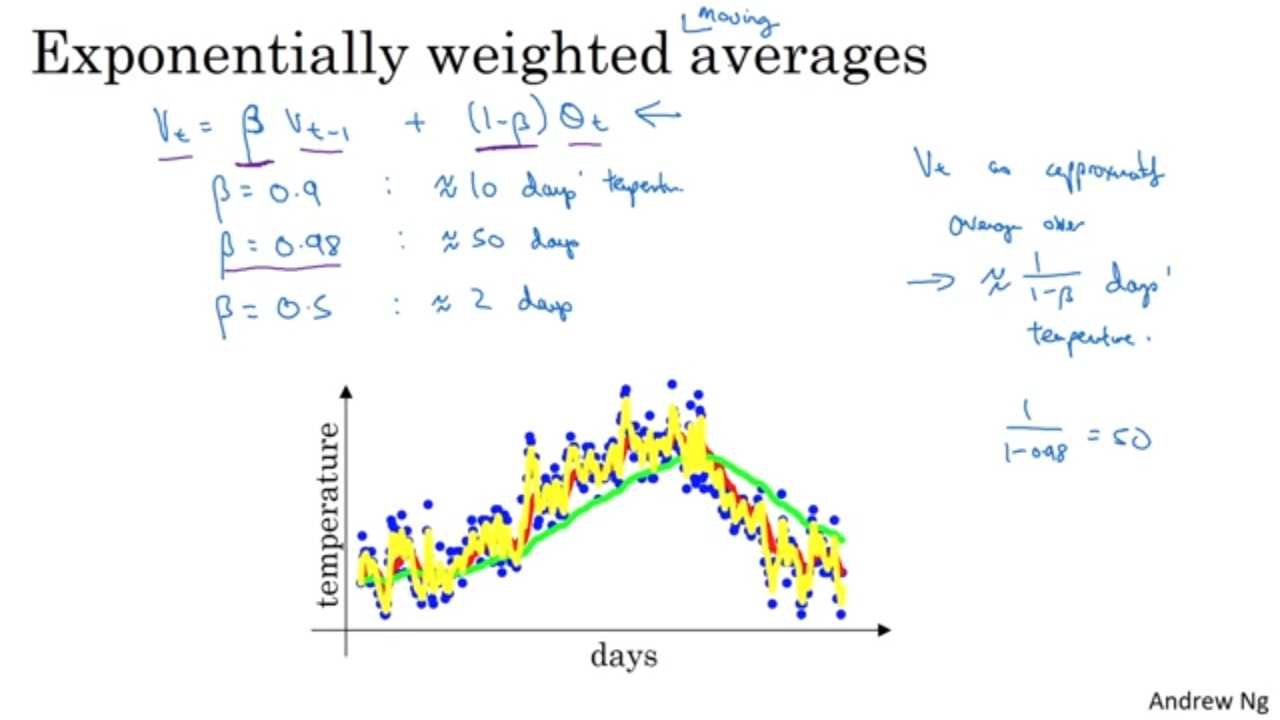 moving
Exponentially weighted averages
Vt = β Vt-1 + (1-β) θt ←
β = 0.9 : ≈ 10 days' temperature
β = 0.98 : ≈ 50 days
β = 0.5 : ≈ 2 days
Vt as approximately
average over
→ ≈ 1/(1-β) days'
temperature.
1/(1-0.98) = 50
temperature
days
Andrew Ng